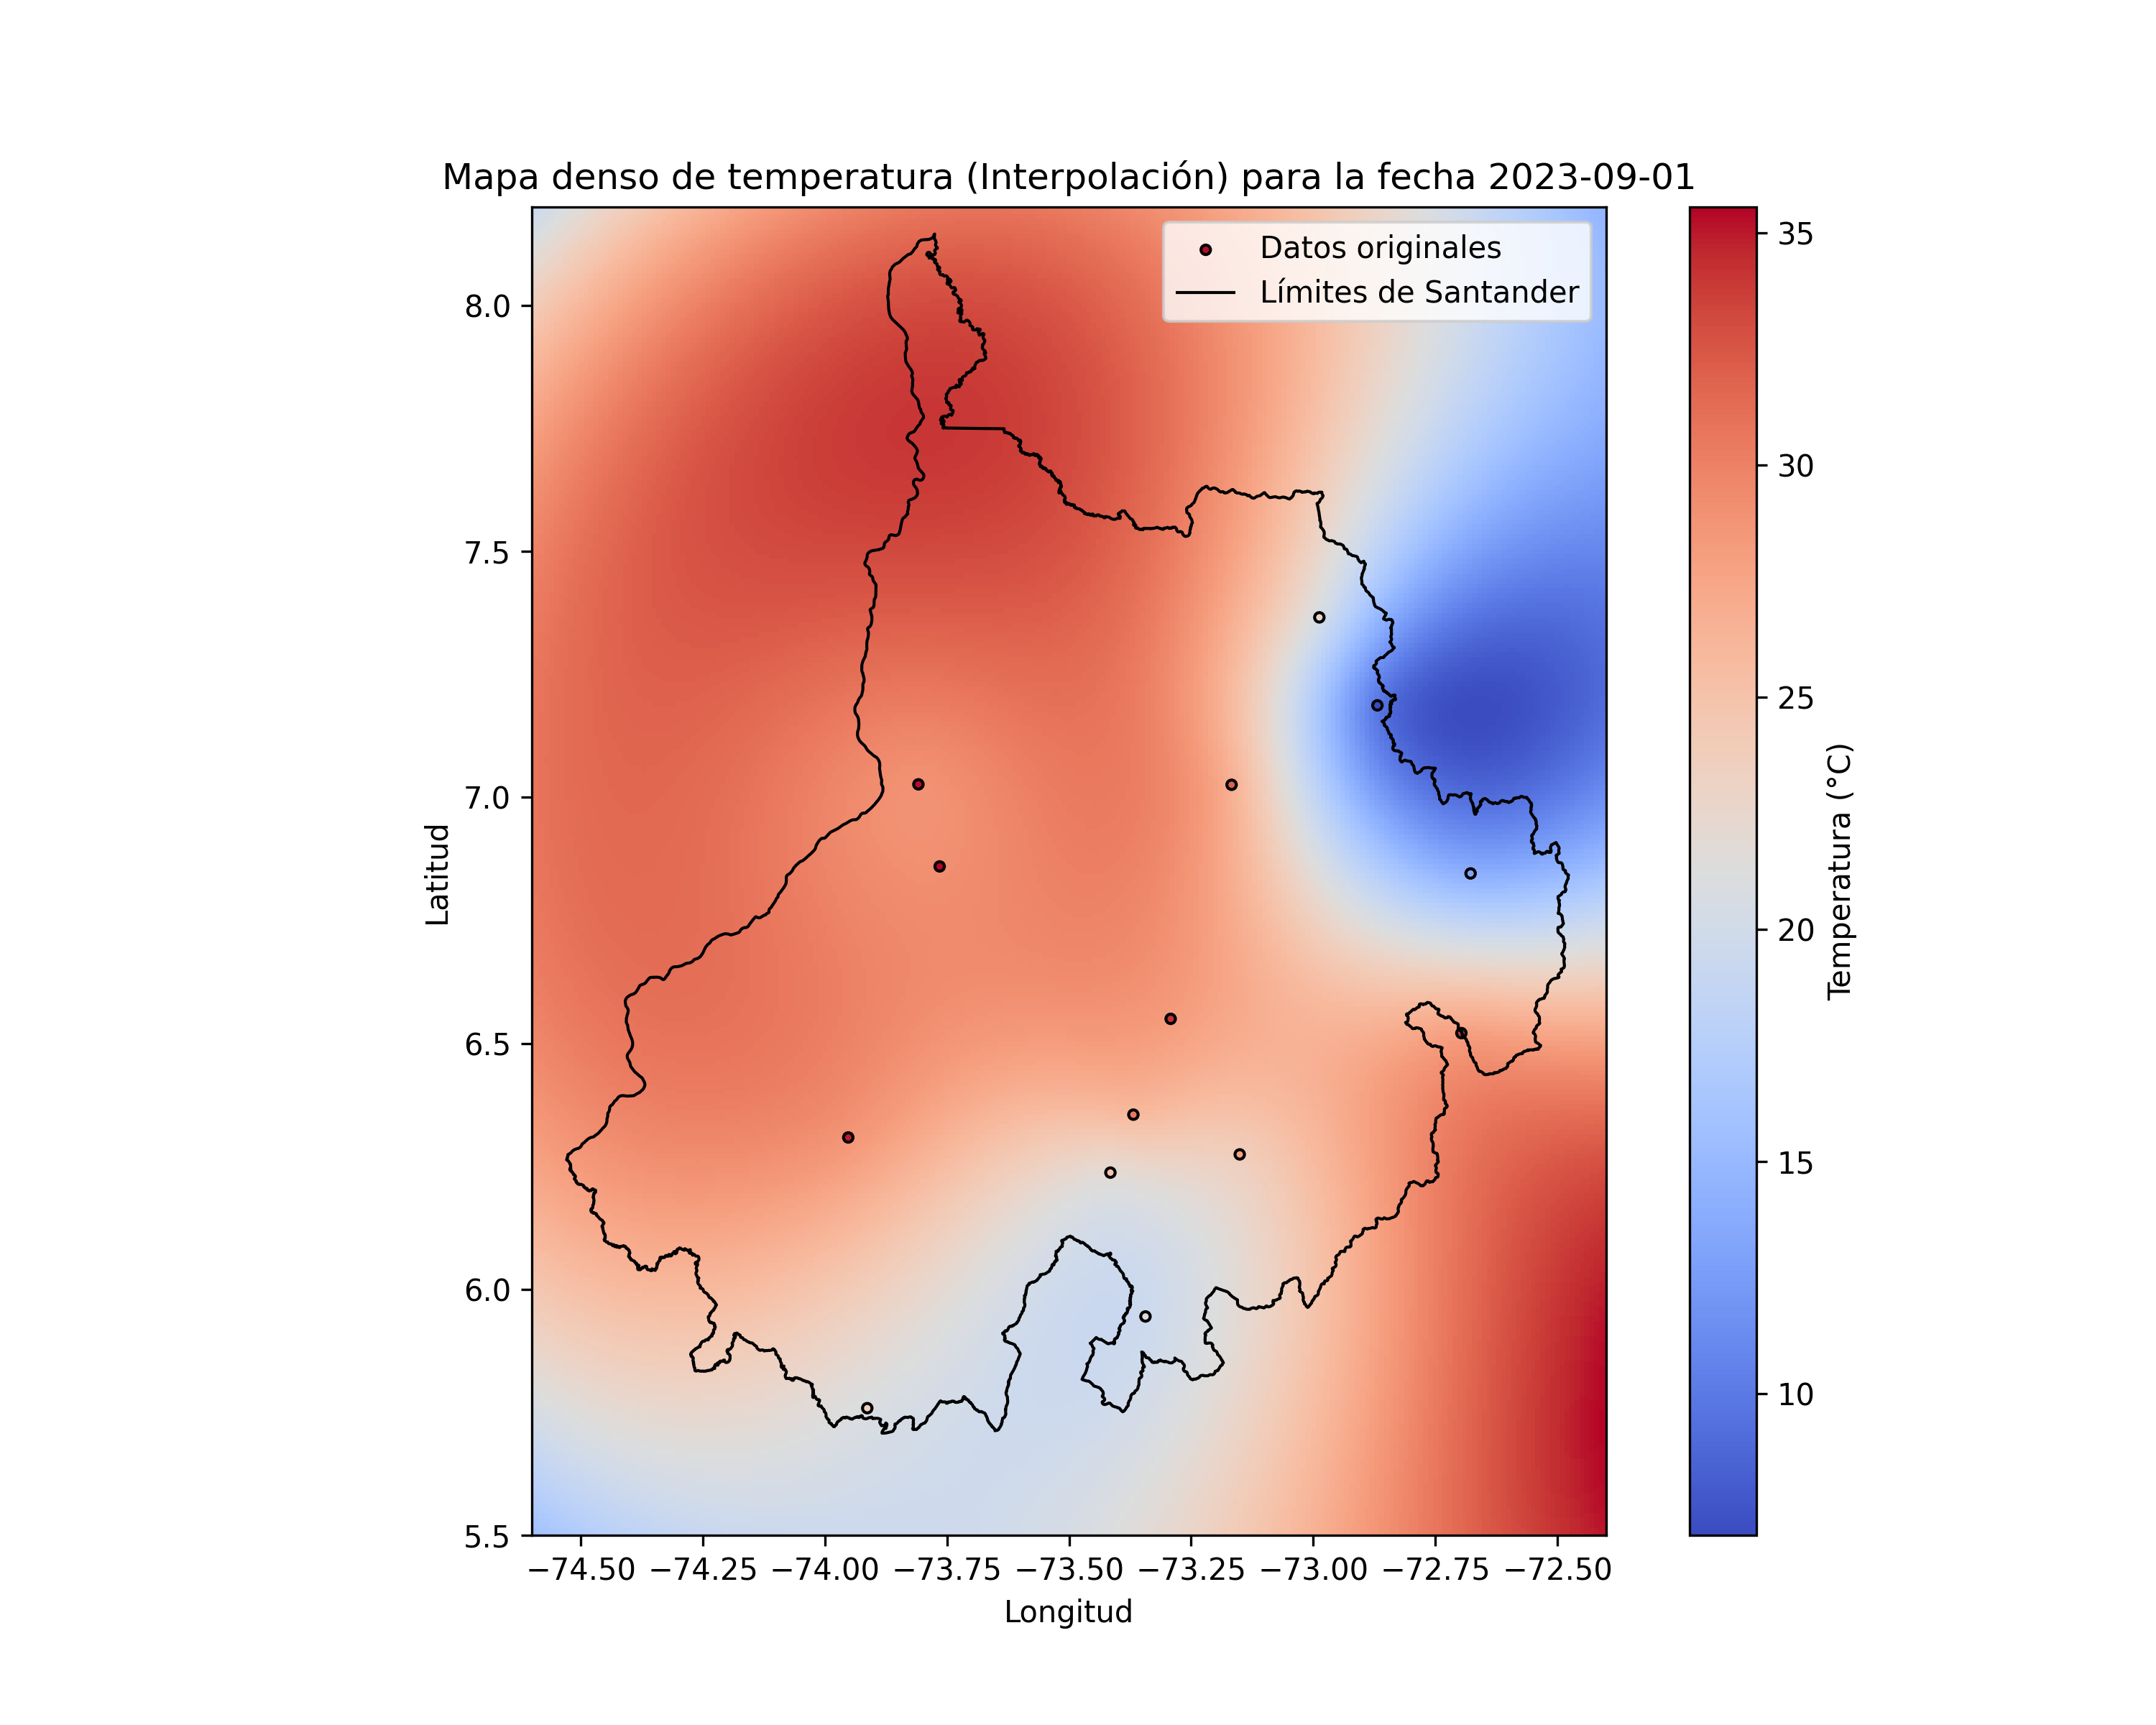 Mapa denso de temperatura (Interpolación) para la fecha 2023-09-01
Datos originales
Límites de Santander
8.0
7.5
7.0
6.5
6.0
5.5
Latitud
−74.50 −74.25 −74.00 −73.75 −73.50 −73.25 −73.00 −72.75 −72.50
Longitud
35
30
25
20
15
10
Temperatura (°C)